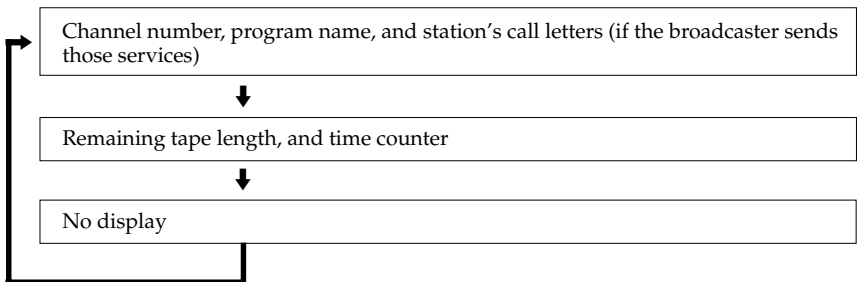 Channel number, program name, and station’s call letters (if the broadcaster sends
those services)
Remaining tape length, and time counter
No display